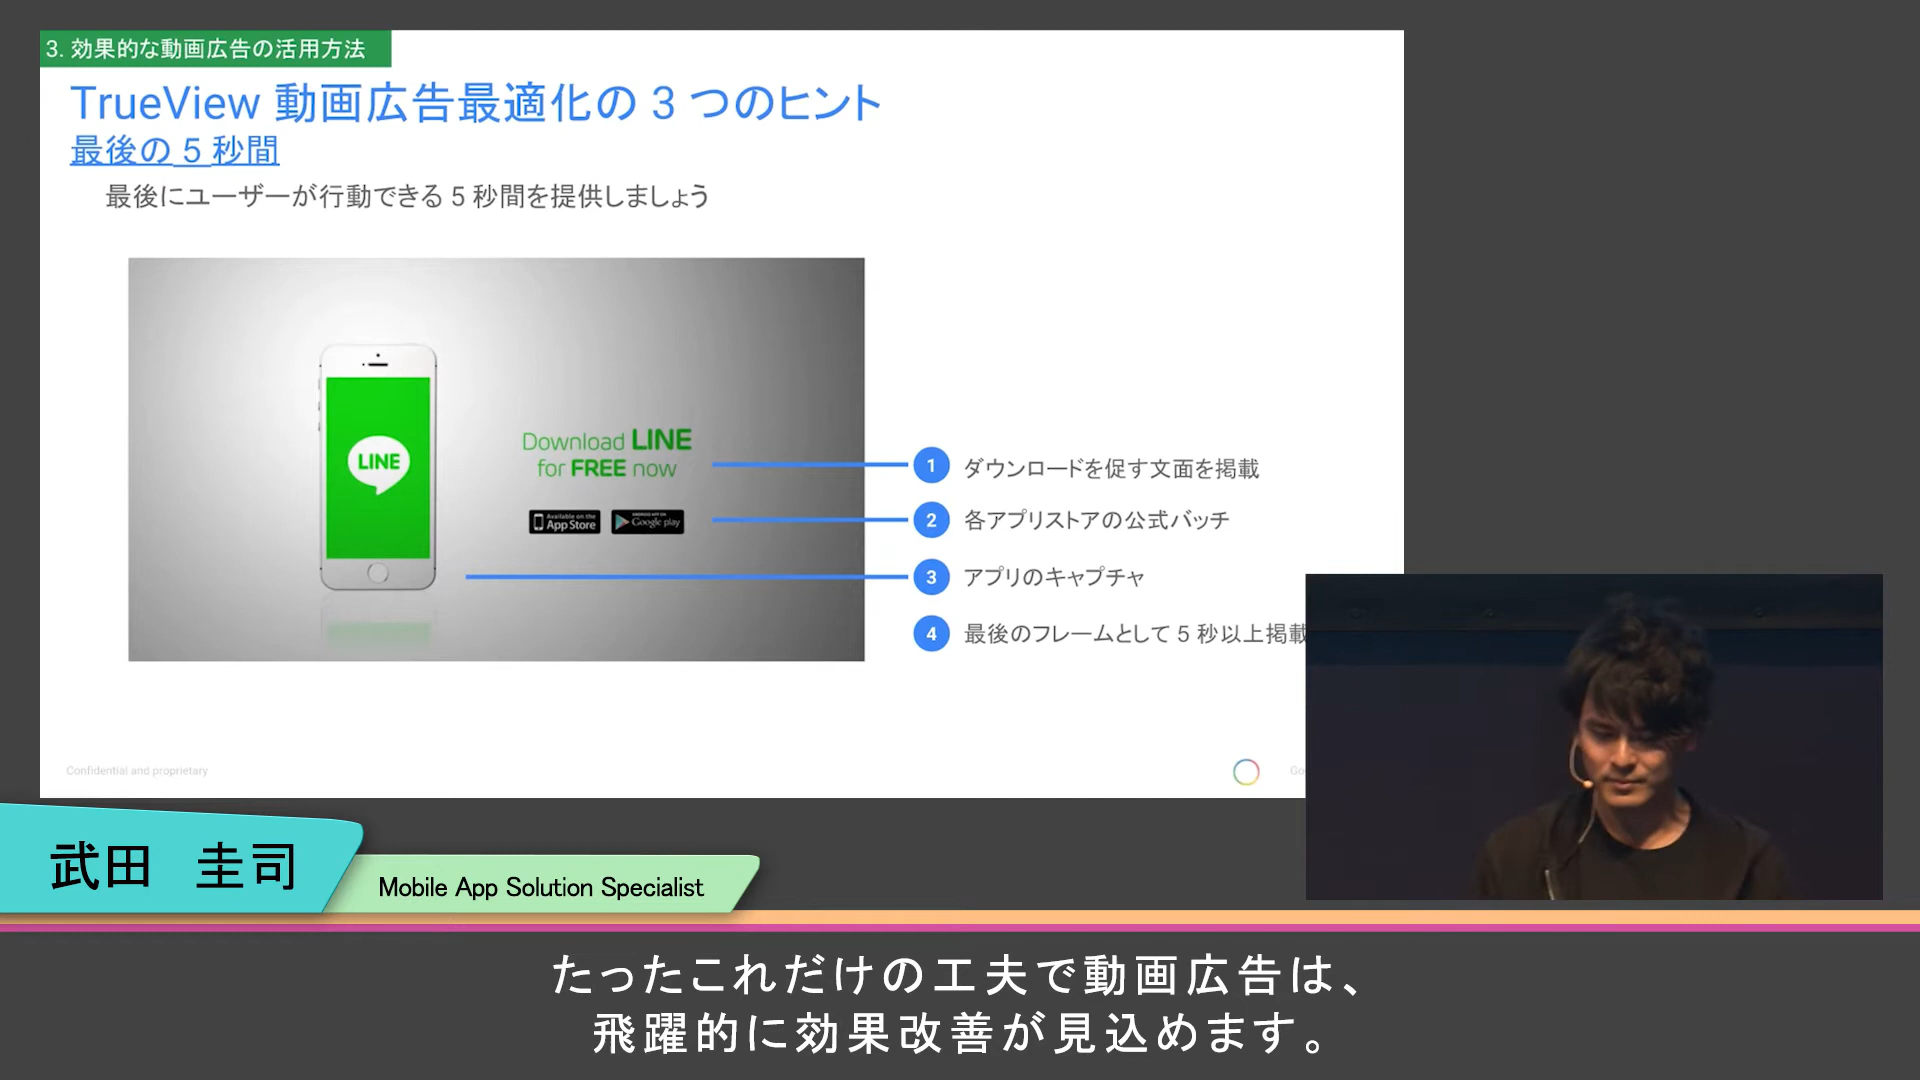 3. 効果的な動画広告の活用方法
TrueView 動画広告最適化の 3 つのヒント
最後の 5 秒間
最後にユーザーが行動できる 5 秒間を提供しましょう
LINE
Download LINE
for FREE now
Available on the
App Store
ANDROID APP ON
Google play
1 ダウンロードを促す文面を掲載
2 各アプリストアの公式バッチ
3 アプリのキャプチャ
4 最後のフレームとして 5 秒以上掲載
Confidential and proprietary
Go
武田 圭司
Mobile App Solution Specialist
たったこれだけの工夫で動画広告は、
飛躍的に効果改善が見込めます。